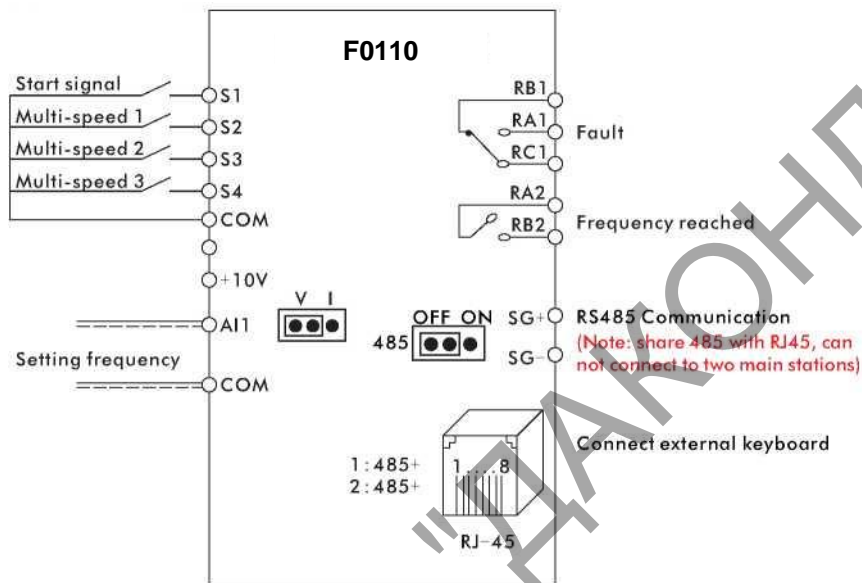 F0110
Start signal
S1
Multi-speed 1
S2
Multi-speed 2
S3
Multi-speed 3
S4
COM
+10V
V I
AI1
Setting frequency
COM
RB1
RA1
Fault
RC1
RA2
Frequency reached
RB2
OFF ON
485
SG+
RS485 Communication
(Note: share 485 with RJ45, can
not connect to two main stations)
SG-
Connect external keyboard
1:485+
2:485+
1....8
RJ-45
"ДАКОНЛ